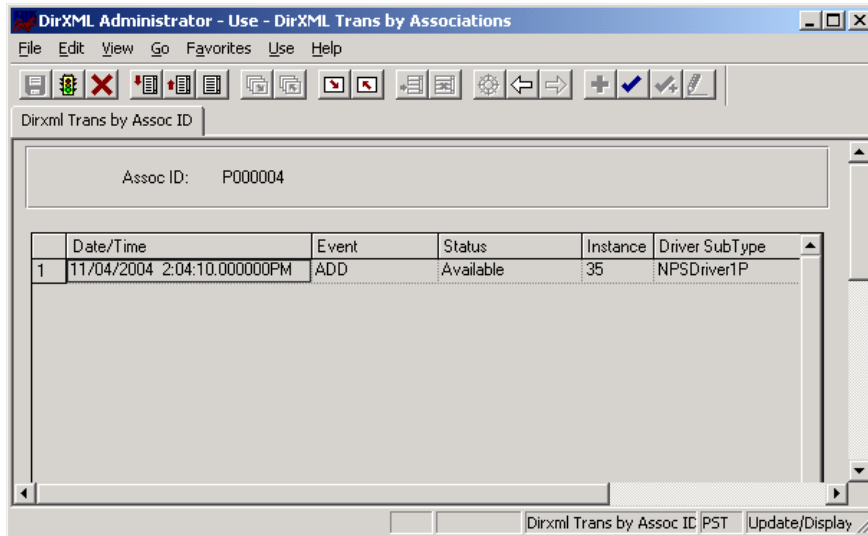 DirXML Administrator - Use - DirXML Trans by Associations
File Edit View Go Favorites Use Help
Dirxml Trans by Assoc ID
Assoc ID: P000004
Date/Time Event Status Instance Driver SubType
1 11/04/2004 2:04:10.000000PM ADD Available 35 NPSDriver1P
Dirxml Trans by Assoc ID PST Update/Display